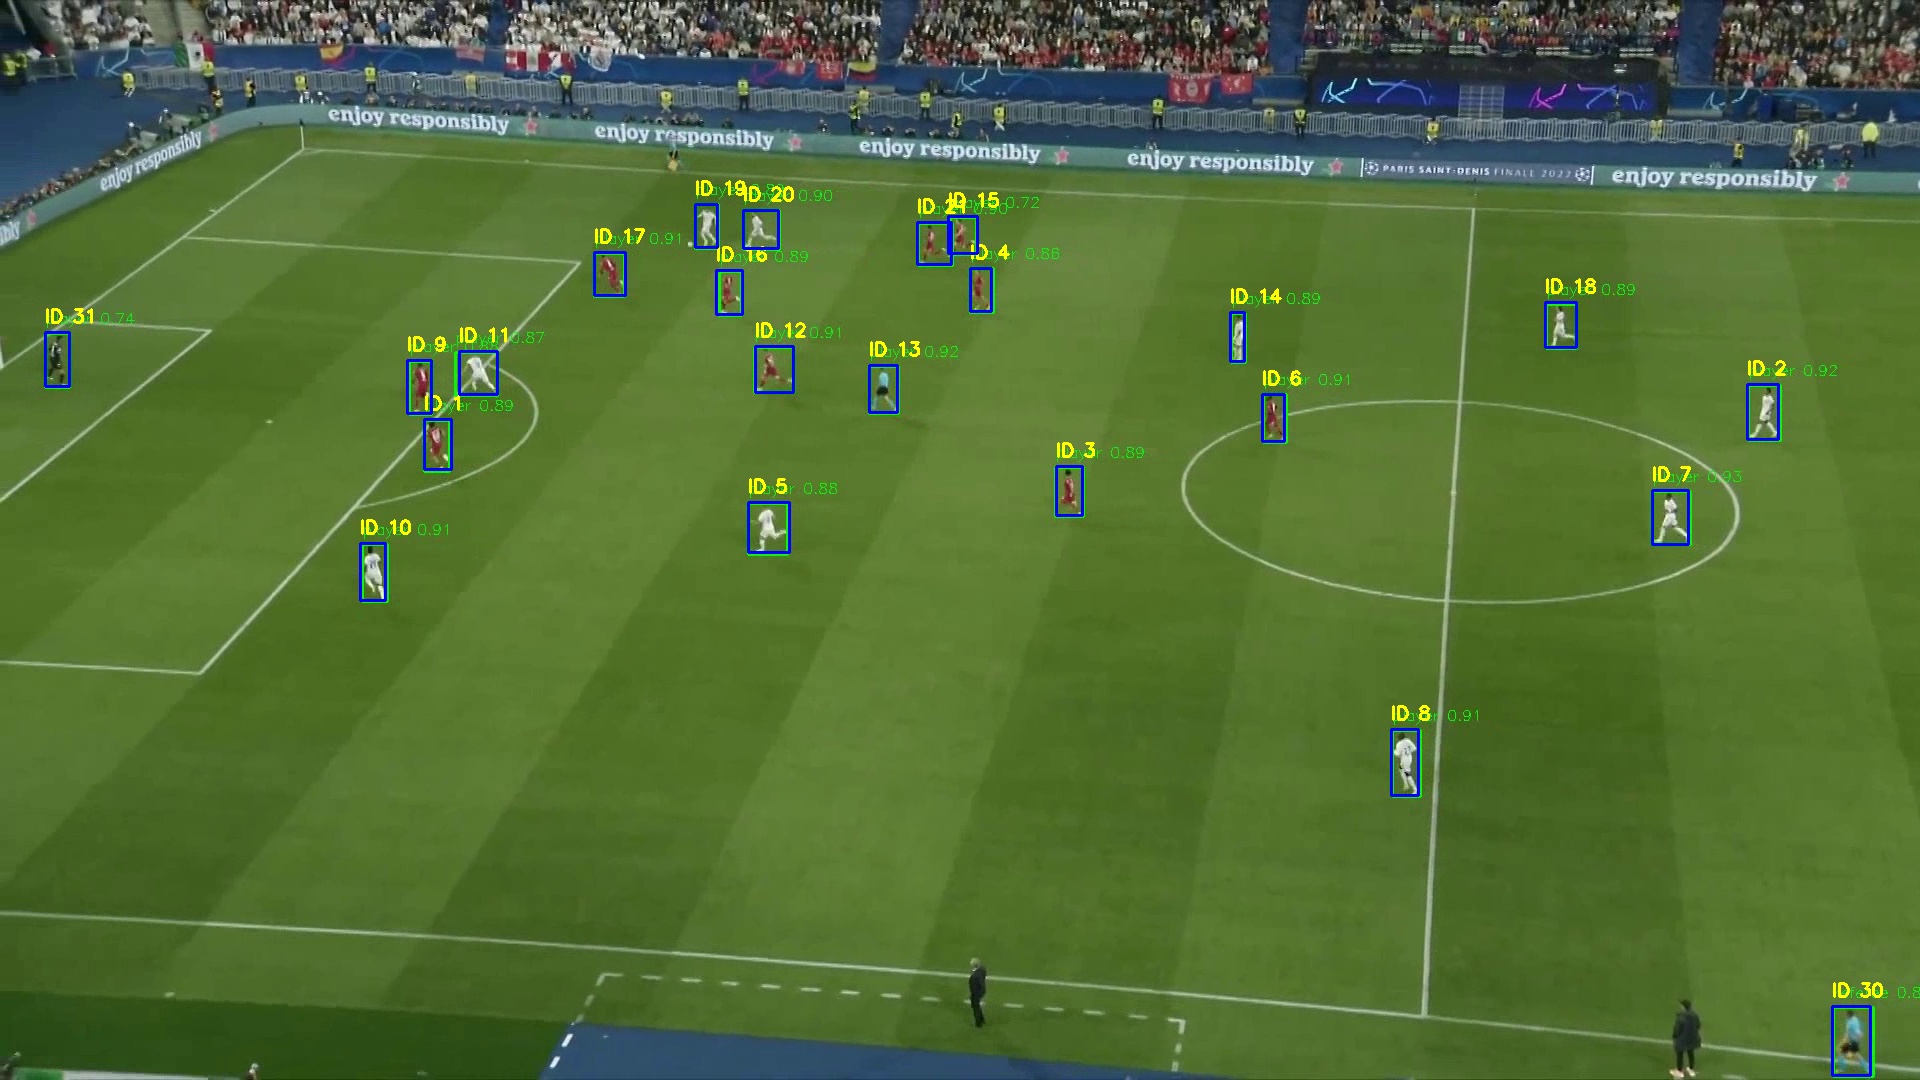 enjoy responsibly
enjoy responsibly
enjoy responsibly
enjoy responsibly
PARIS SAINT-DENIS FINALE 2022
enjoy responsibly
enjoy responsibly
ID 19
ID 20 0.90
ID 15 0.72
ID 17 0.91
ID 16 0.89
ID 4 0.86
ID 14 0.89
ID 18 0.89
ID 31 0.74
ID 9
ID 11 0.87
ID 12 0.91
ID 13 0.92
ID 6 0.91
ID 2 0.92
ID 1 0.89
ID 3 0.89
ID 7 0.93
ID 5 0.88
ID 10 0.91
ID 8 0.91
ID 30